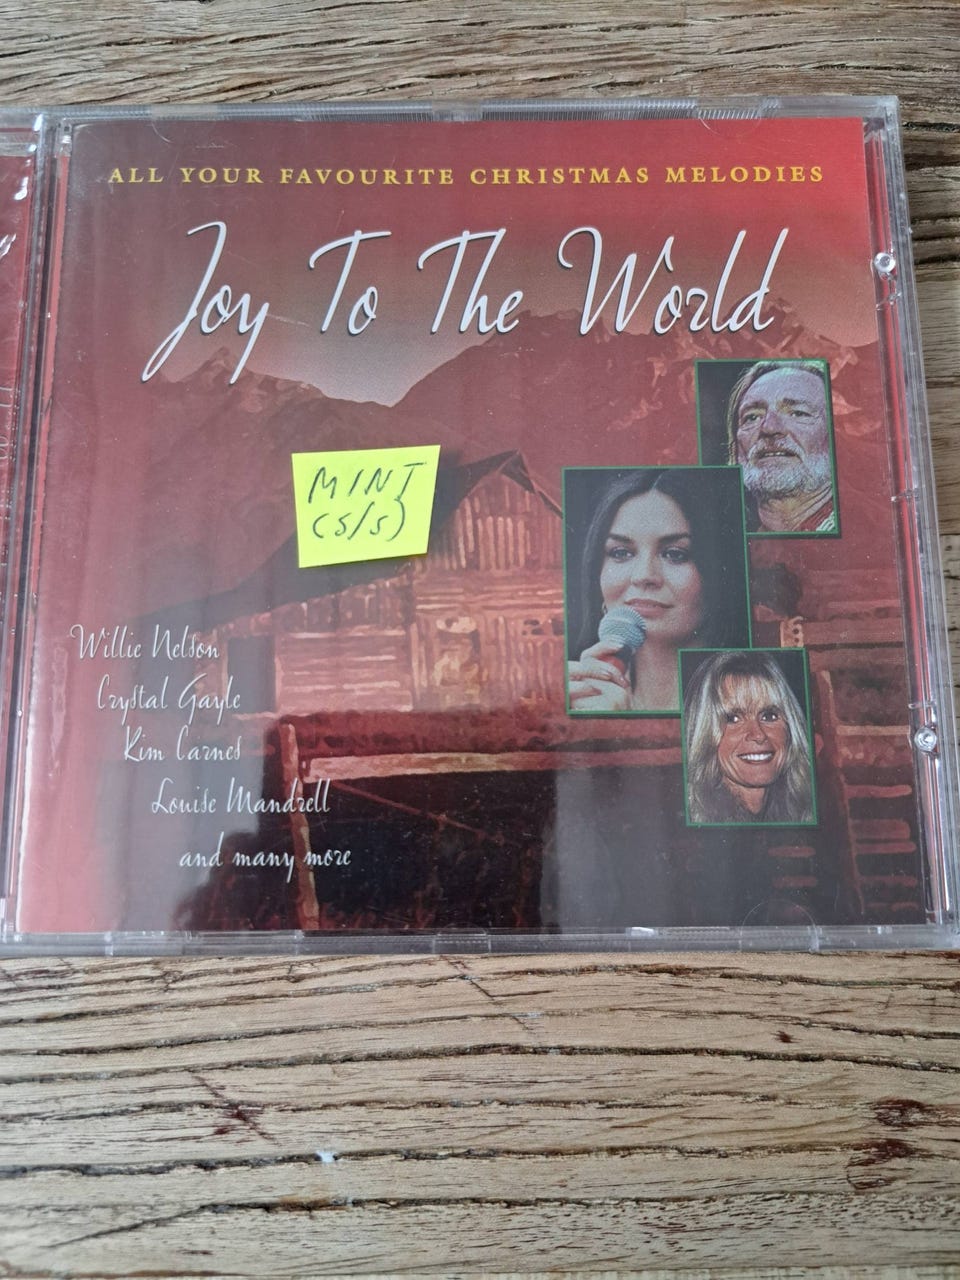 ALL YOUR FAVOURITE CHRISTMAS MELODIES
Joy To The World
MINT
(5/5)
Willie Nelson
Crystal Gayle
Kim Carnes
Louise Mandrell
and many more